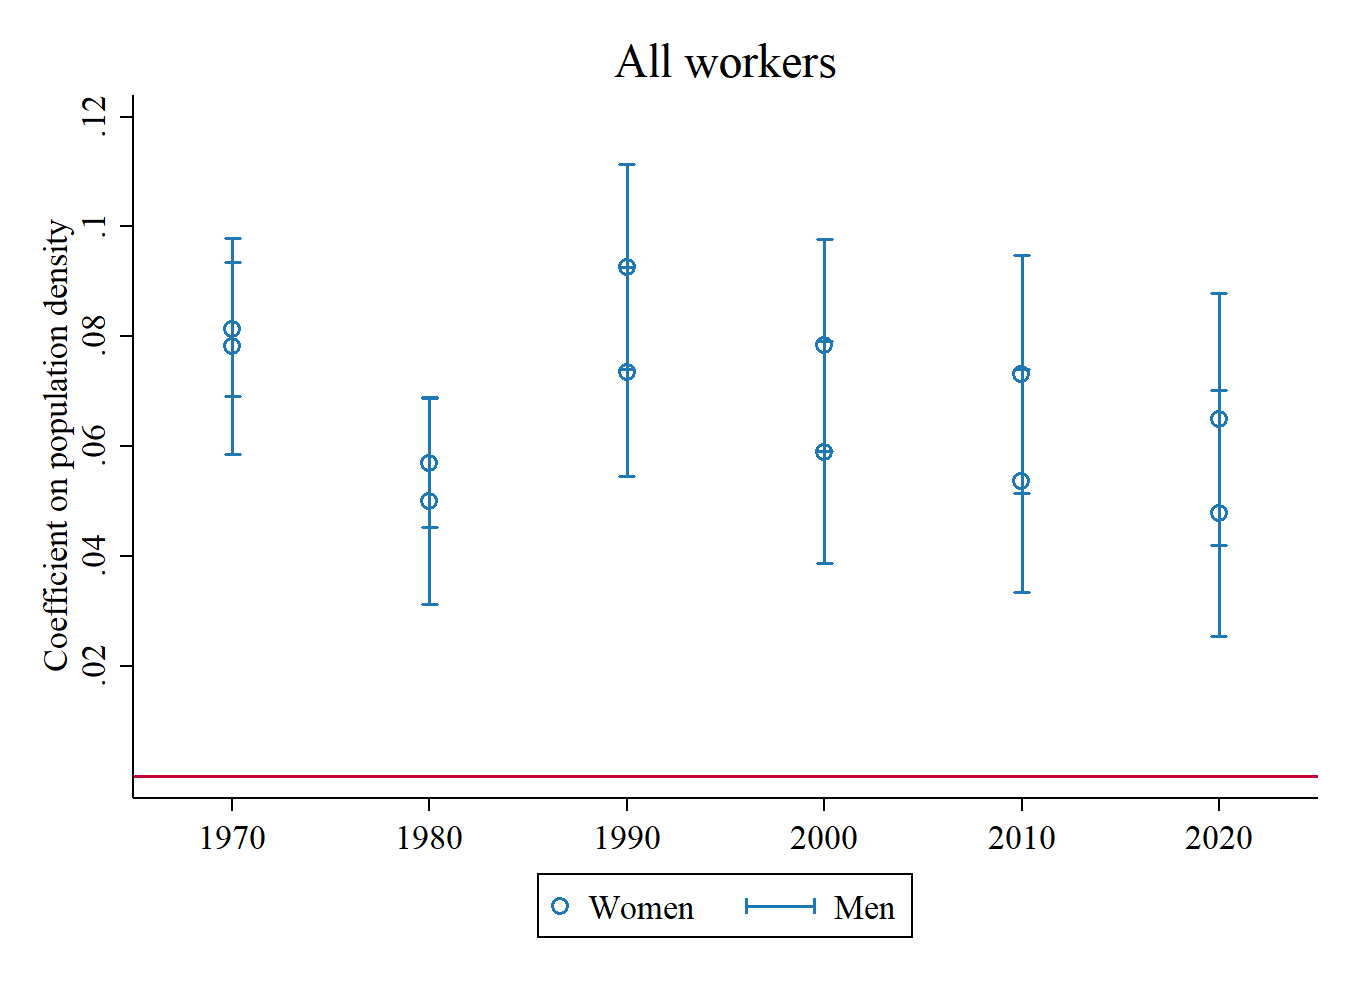 All workers
Coefficient on population density
.12
.1
.08
.06
.04
.02
1970 1980 1990 2000 2010 2020
Women Men